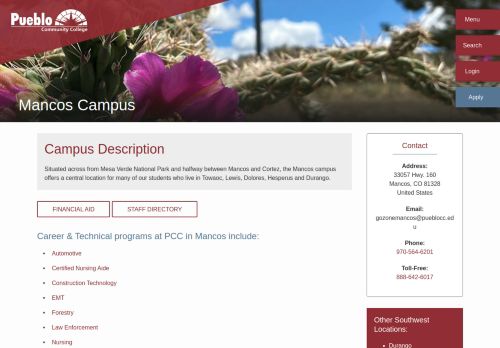 Pueblo
Community College
Menu
Search
Login
Apply
Mancos Campus
Campus Description
Situated across from Mesa Verde National Park and halfway between Mancos and Cortez, the Mancos campus
offers a central location for many of our students who live in Towaoc, Lewis, Dolores, Hesperus and Durango.
FINANCIAL AID
STAFF DIRECTORY
Career & Technical programs at PCC in Mancos include:
Automotive
Certified Nursing Aide
Construction Technology
EMT
Forestry
Law Enforcement
Nursing
Contact
Address:
33057 Hwy. 160
Mancos, CO 81328
United States
Email:
gozonemancos@pueblocc.ed
u
Phone:
970-564-6201
Toll-Free:
888-642-6017
Other Southwest
Locations:
Durango